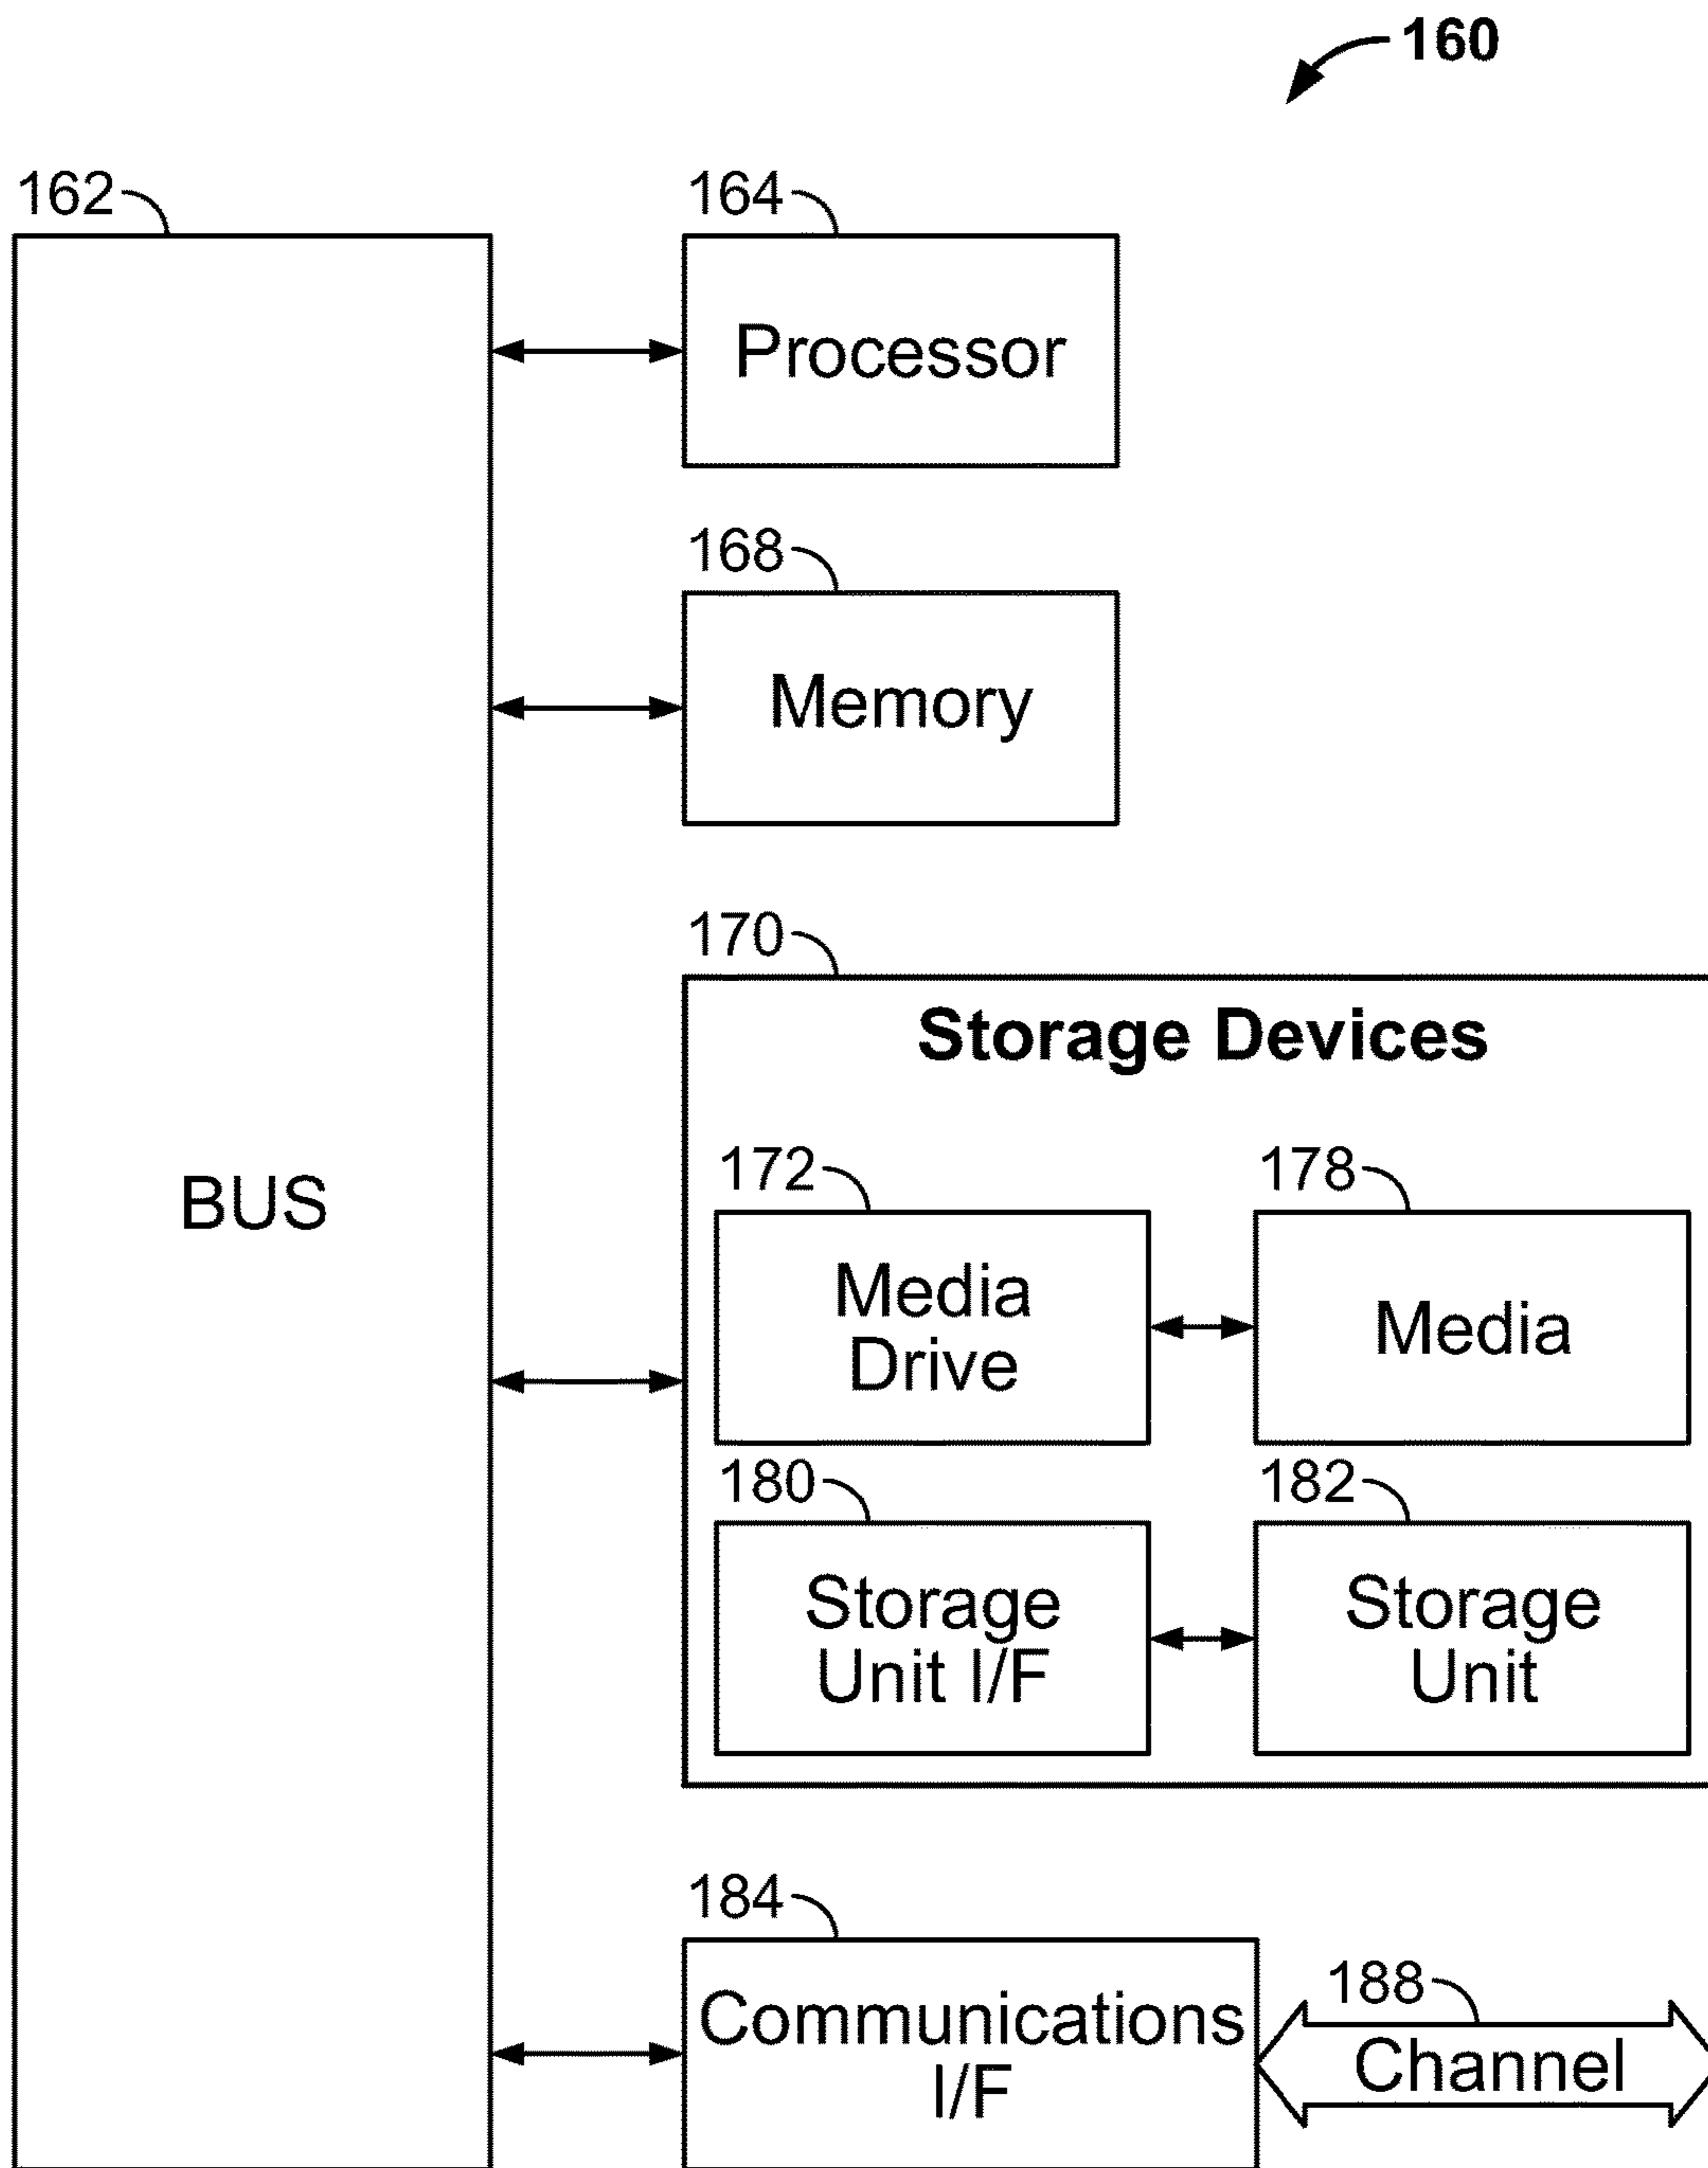 160
162
164
Processor
168
Memory
170
Storage Devices
BUS
172
178
Media
Drive
Media
180
182
Storage
Unit I/F
Storage
Unit
184
Communications
I/F
188
Channel